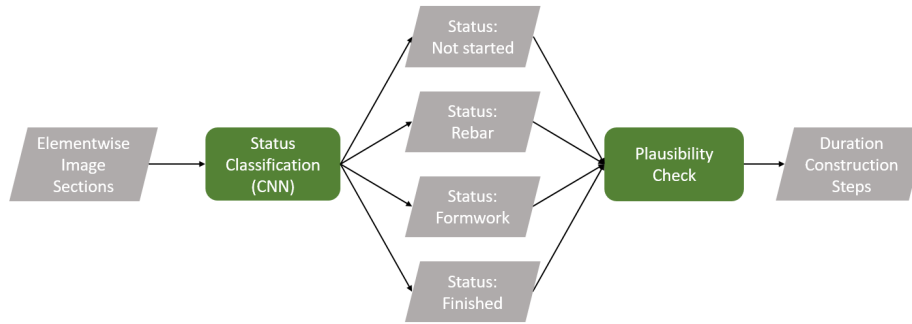 Elementwise
Image
Sections
Status
Classification
(CNN)
Status:
Not started
Status:
Rebar
Status:
Formwork
Status:
Finished
Plausibility
Check
Duration
Construction
Steps